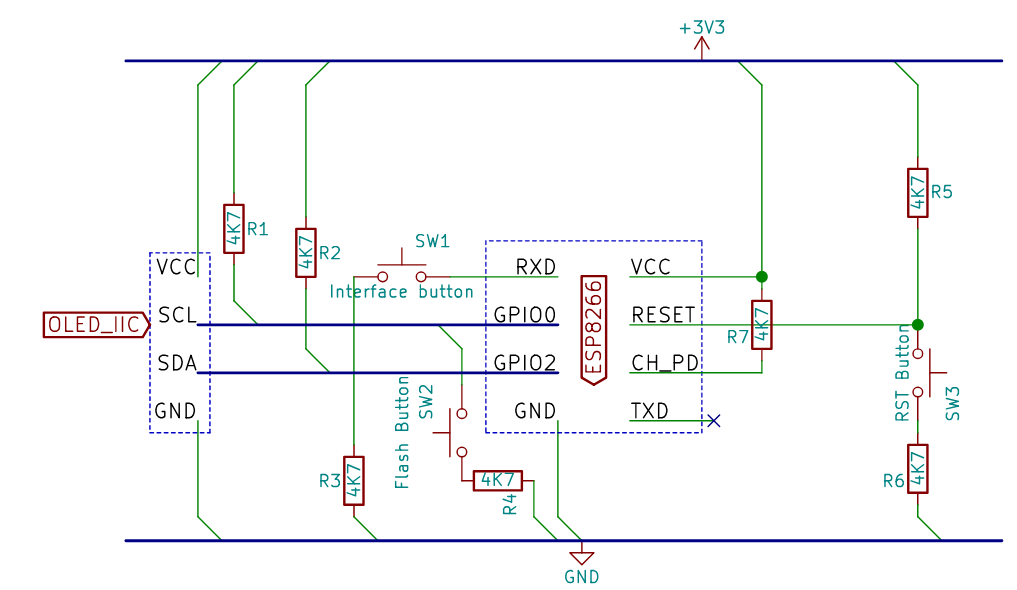 +3V3
4K7
R5
4K7
R1
4K7
R2
SW1
Interface button
VCC
SCL
SDA
GND
OLED_IIC
RXD
GPIO0
GPIO2
GND
ESP8266
VCC
RESET
CH_PD
TXD
R7
4K7
RST Button
SW3
Flash Button
SW2
R3
4K7
4K7
R4
R6
4K7
GND